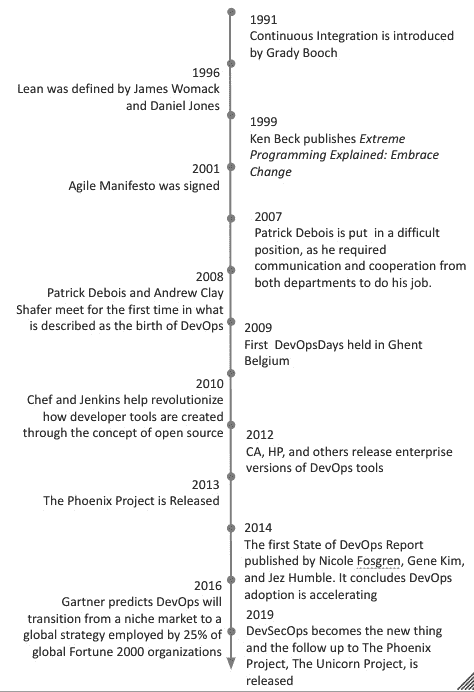 1991
Continuous Integration is introduced
by Grady Booch
1996
Lean was defined by James Womack
and Daniel Jones
1999
Ken Beck publishes Extreme
Programming Explained: Embrace
Change
2001
Agile Manifesto was signed
2007
Patrick Debois is put in a difficult
position, as he required
communication and cooperation from
both departments to do his job.
2008
Patrick Debois and Andrew Clay
Shafer meet for the first time in what
is described as the birth of DevOps
2009
First DevOpsDays held in Ghent
Belgium
2010
Chef and Jenkins help revolutionize
how developer tools are created
through the concept of open source
2012
CA, HP, and others release enterprise
versions of DevOps tools
2013
The Phoenix Project is Released
2014
The first State of DevOps Report
published by Nicole Fosgren, Gene Kim,
and Jez Humble. It concludes DevOps
adoption is accelerating
2016
Gartner predicts DevOps will
transition from a niche market to a
global strategy employed by 25% of
global Fortune 2000 organizations
2019
DevSecOps becomes the new thing
and the follow up to The Phoenix
Project, The Unicorn Project, is
released